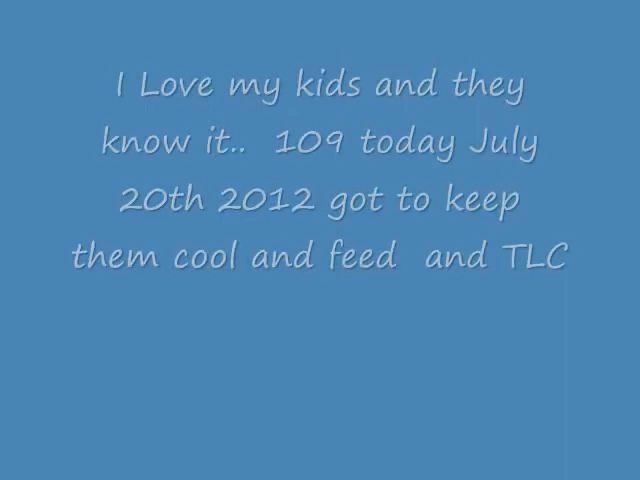 I Love my kids and they
know it..  109 today July
20th 2012 got to keep
them cool and feed  and TLC